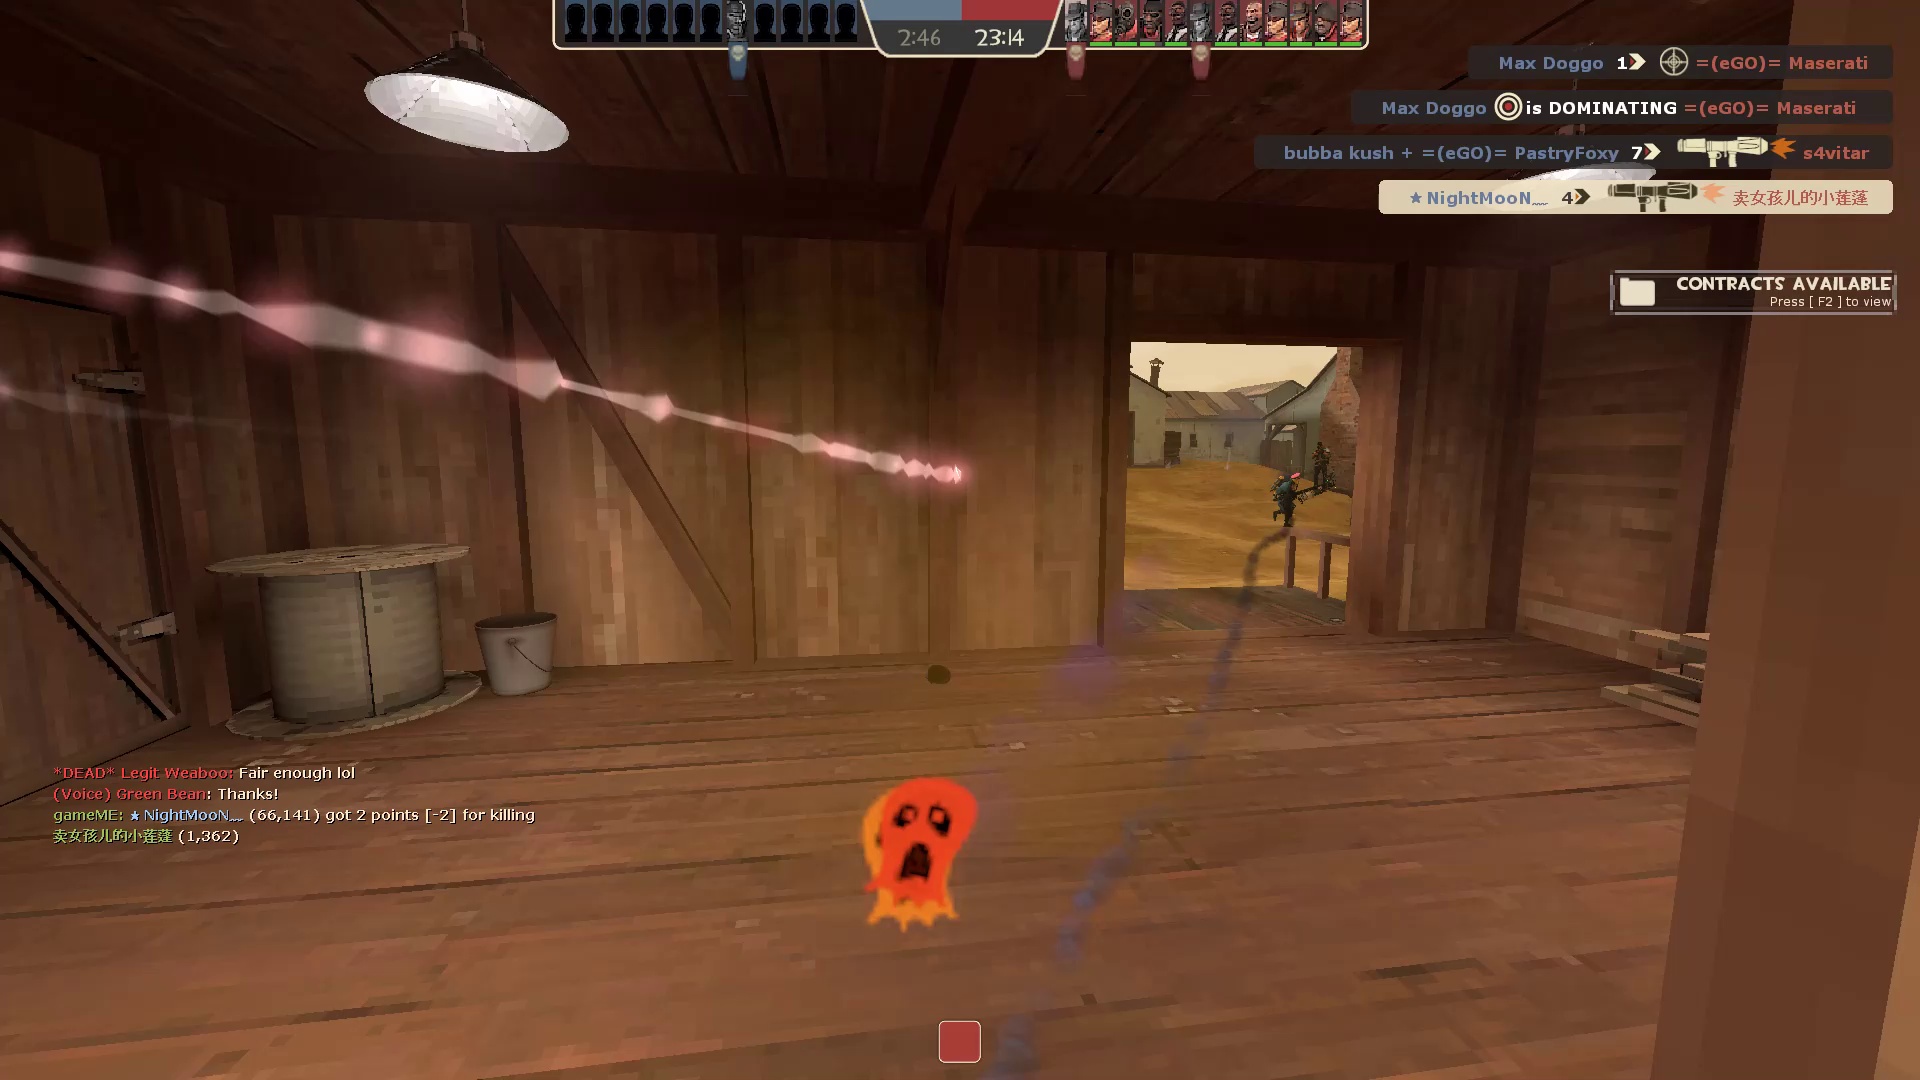 2:46 23:14
Max Doggo 1 =(eGO)= Maserati
Max Doggo is DOMINATING =(eGO)= Maserati
bubba kush + =(eGO)= PastryFoxy 7 s4vitar
★ NightMooN﹏ 4 卖女孩儿的小莲蓬
CONTRACTS AVAILABLE
Press [ F2 ] to view
*DEAD* Legit Weaboo: Fair enough lol
(Voice) Green Bean: Thanks!
gameME: ★ NightMooN﹏ (66,141) got 2 points [-2] for killing
卖女孩儿的小莲蓬 (1,362)